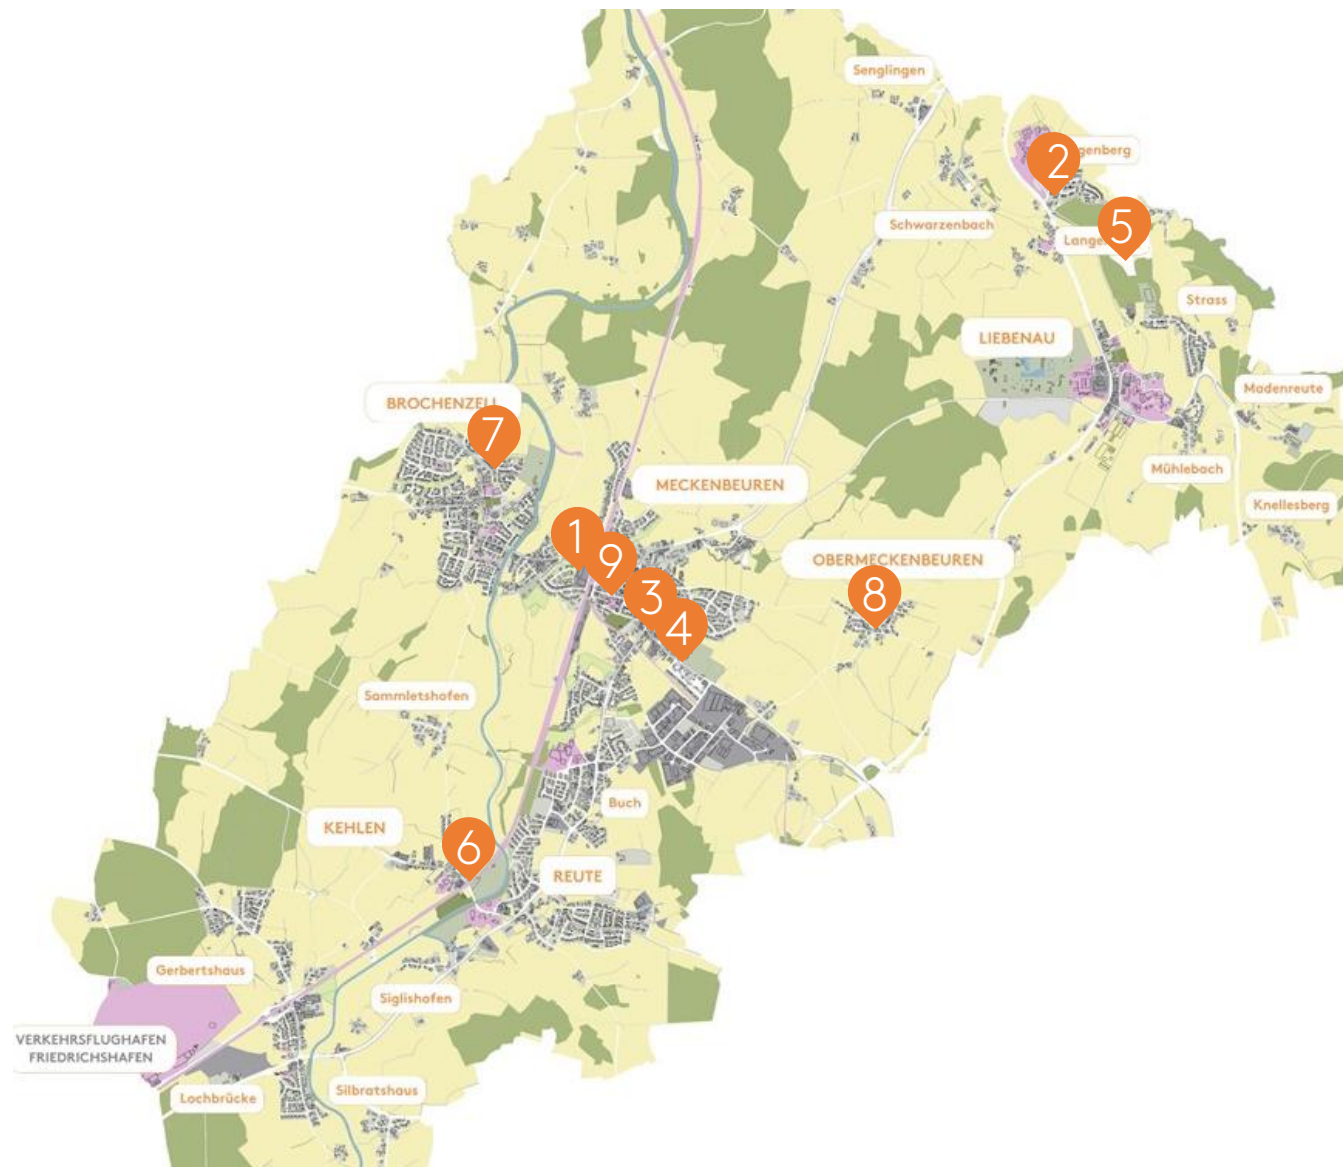 Senglingen
2
genberg
5
Schwarzenbach
Lange
Strass
LIEBENAU
Madenreute
BROCHENZELL
7
Mühlebach
MECKENBEUREN
Knellesberg
1
9
OBERMECKENBEUREN
3
8
4
Sammletshofen
Buch
KEHLEN
6
REUTE
Gerbertshaus
Siglishofen
VERKEHRSFLUGHAFEN
FRIEDRICHSHAFEN
Lochbrücke
Silbratshaus